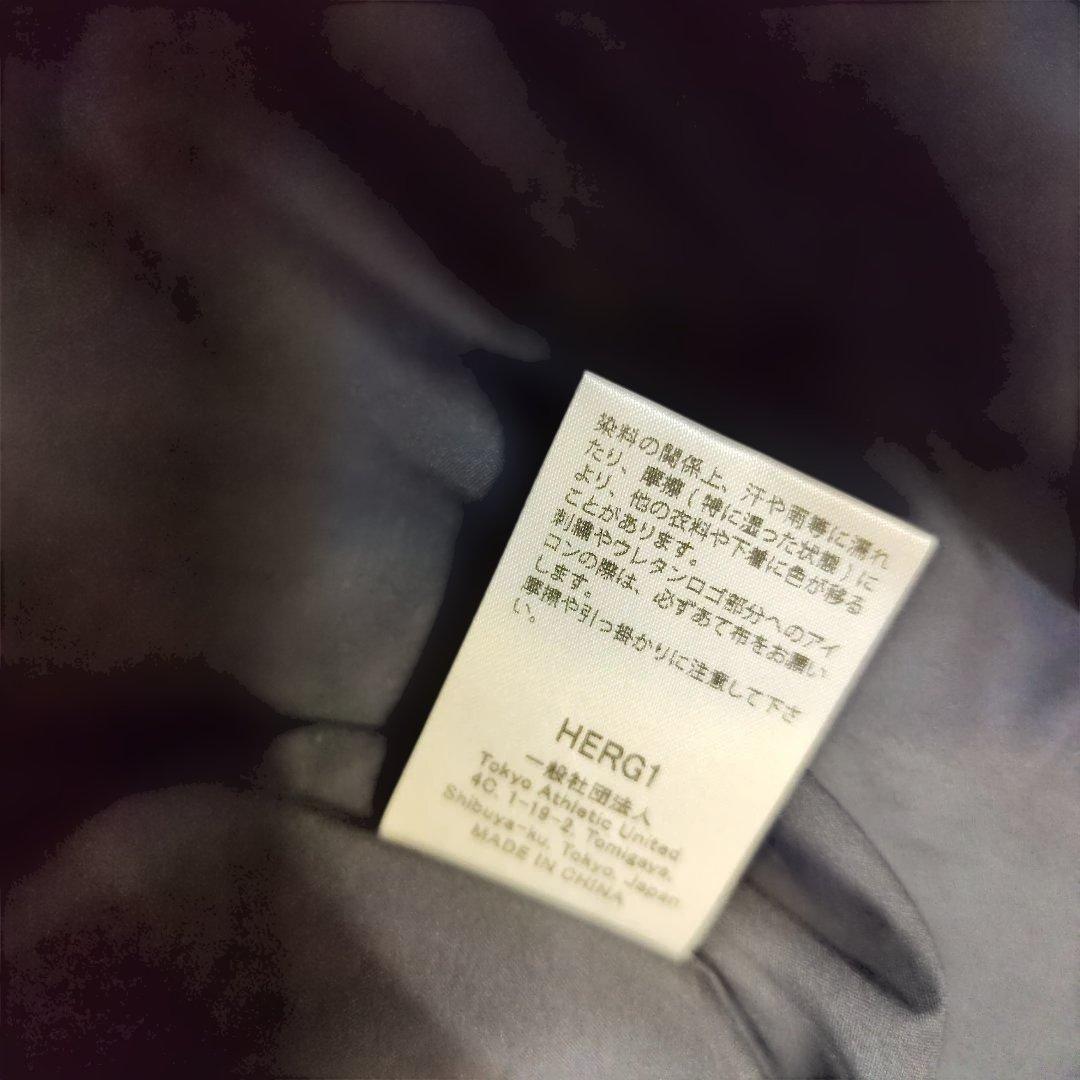 染料の関係上、汗や雨等に濡れ
たり、摩擦(特に湿った状態)に
より、他の衣料や下着に色が移る
ことがあります。
刺繍やウレタンロゴ部分へのアイ
ロンの際は、必ずあて布をお願い
します。
摩擦や引っ掛かりに注意して下さ
い。
HERG1
一般社団法人
Tokyo Athletic United
4C, 1-19-2, Tomigaya,
Shibuya-ku, Tokyo, Japan
MADE IN CHINA